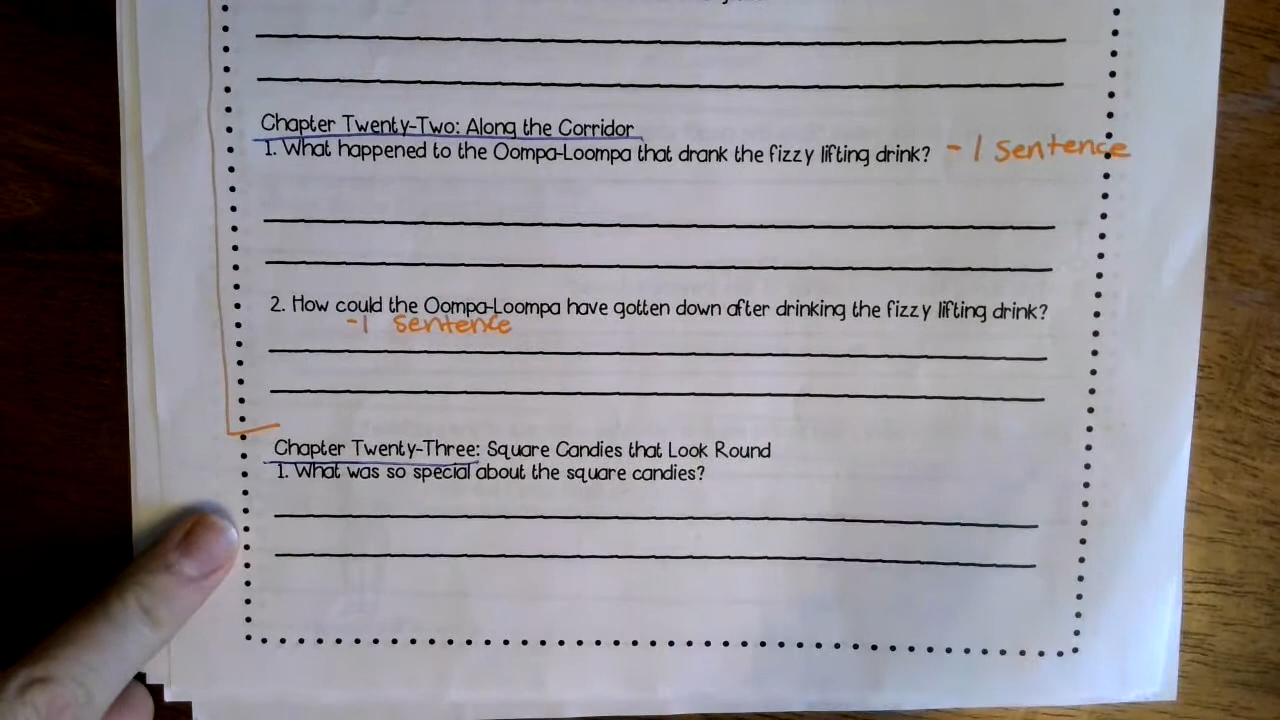 Chapter Twenty-Two: Along the Corridor
1. What happened to the Oompa-Loompa that drank the fizzy lifting drink? - 1 sentence
2. How could the Oompa-Loompa have gotten down after drinking the fizzy lifting drink?
-1 sentence
Chapter Twenty-Three: Square Candies that Look Round
1. What was so special about the square candies?